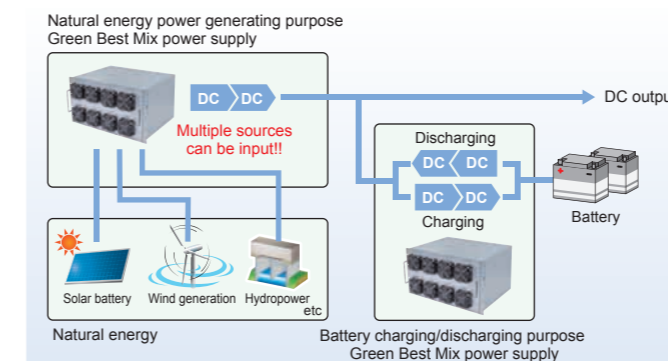 Natural energy power generating purpose
Green Best Mix power supply
DC DC
Multiple sources
can be input!!
DC outpu
Discharging
DC DC
DC DC
Charging
Battery
Solar battery Wind generation Hydropower
etc
Natural energy
Battery charging/discharging purpose
Green Best Mix power supply